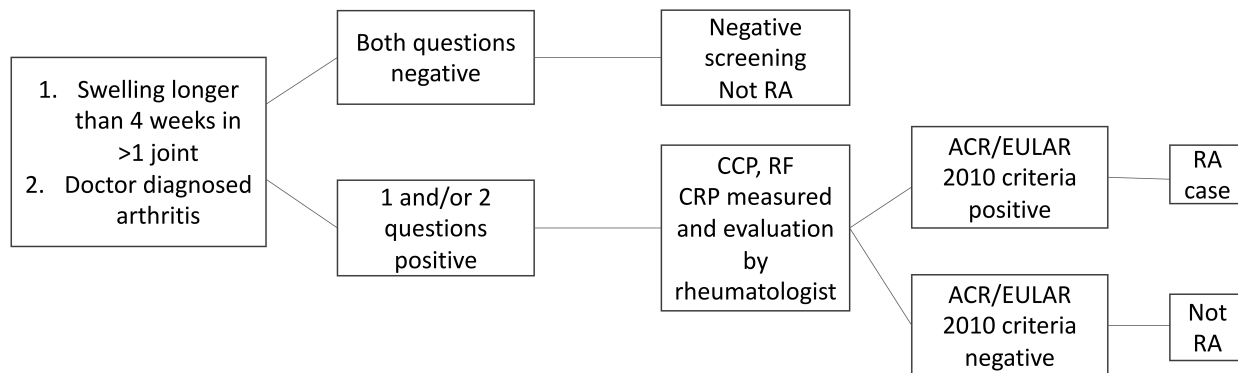 1. Swelling longer
than 4 weeks in
>1 joint
2. Doctor diagnosed
arthritis
Both questions
negative
Negative
screening
Not RA
1 and/or 2
questions
positive
CCP, RF
CRP measured
and evaluation
by
rheumatologist
ACR/EULAR
2010 criteria
positive
RA
case
ACR/EULAR
2010 criteria
negative
Not
RA